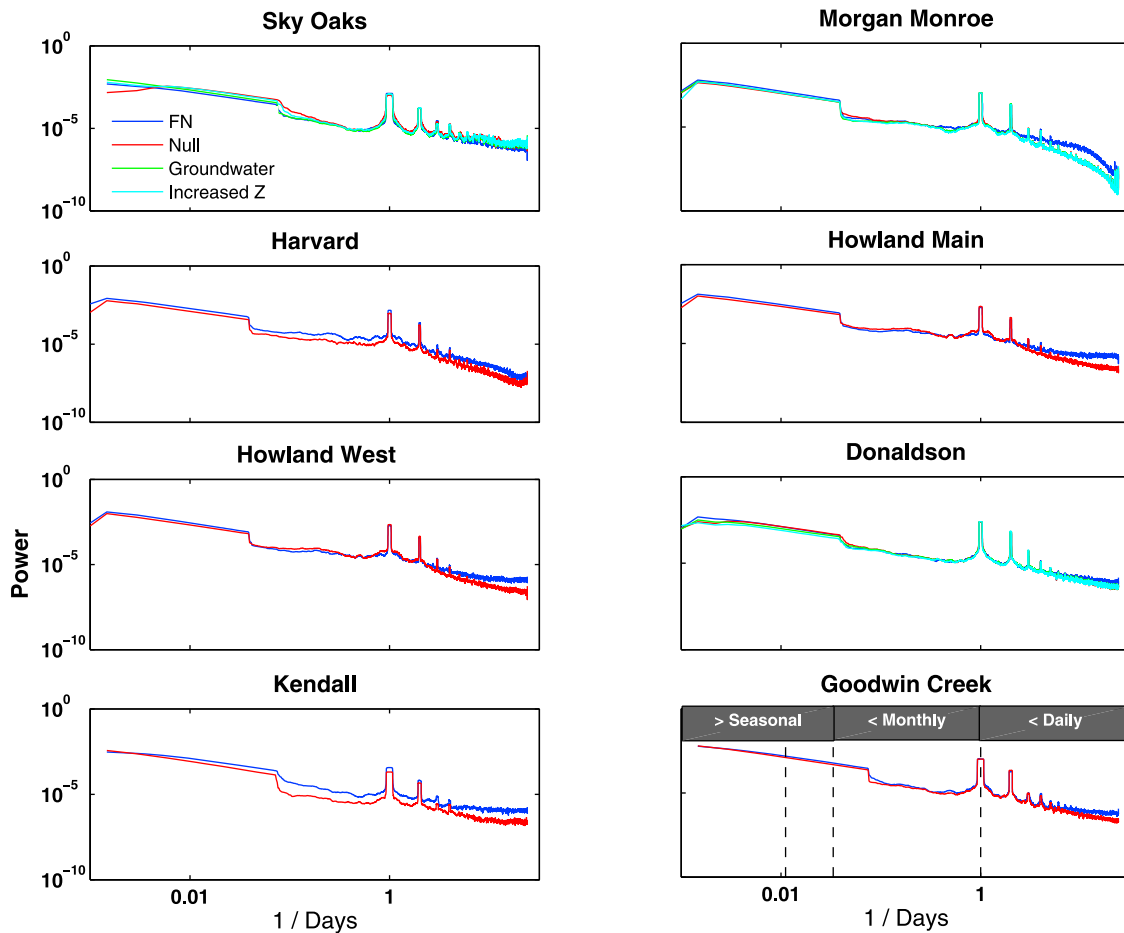 Sky Oaks
10^0
10^−5
10^−10
FN
Null
Groundwater
Increased Z
Morgan Monroe
Harvard
10^0
10^−5
10^−10
Howland Main
Howland West
10^0
10^−5
10^−10
Power
Donaldson
Kendall
10^0
10^−5
10^−10
0.01
1
1 / Days
Goodwin Creek
> Seasonal
< Monthly
< Daily
0.01
1
1 / Days